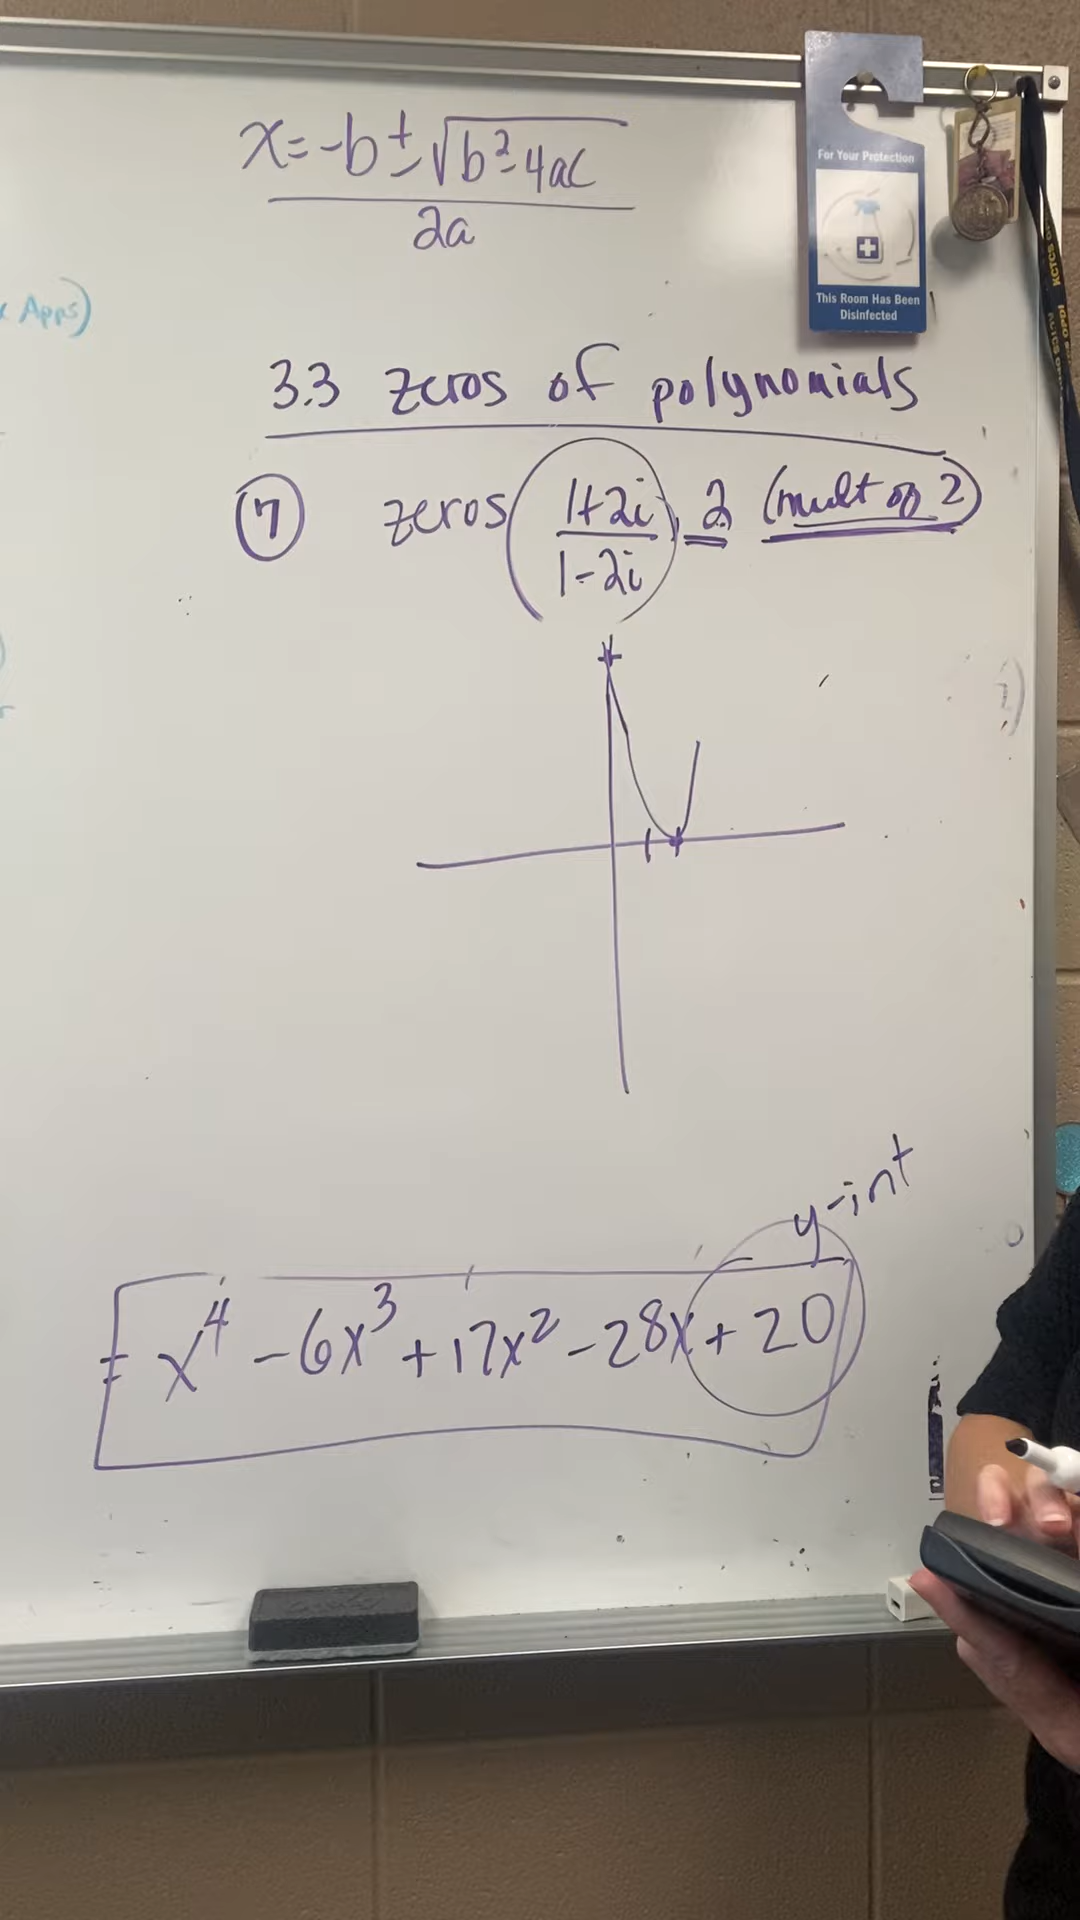 x = -b ± √b² - 4ac
2a
Apps)
For Your Protection
This Room Has Been
Disinfected
3.3 zeros of polynomials
7 zeros 1+2i, 2 (mult of 2)
1-2i
y-int
= x⁴ - 6x³ + 17x² - 28x + 20